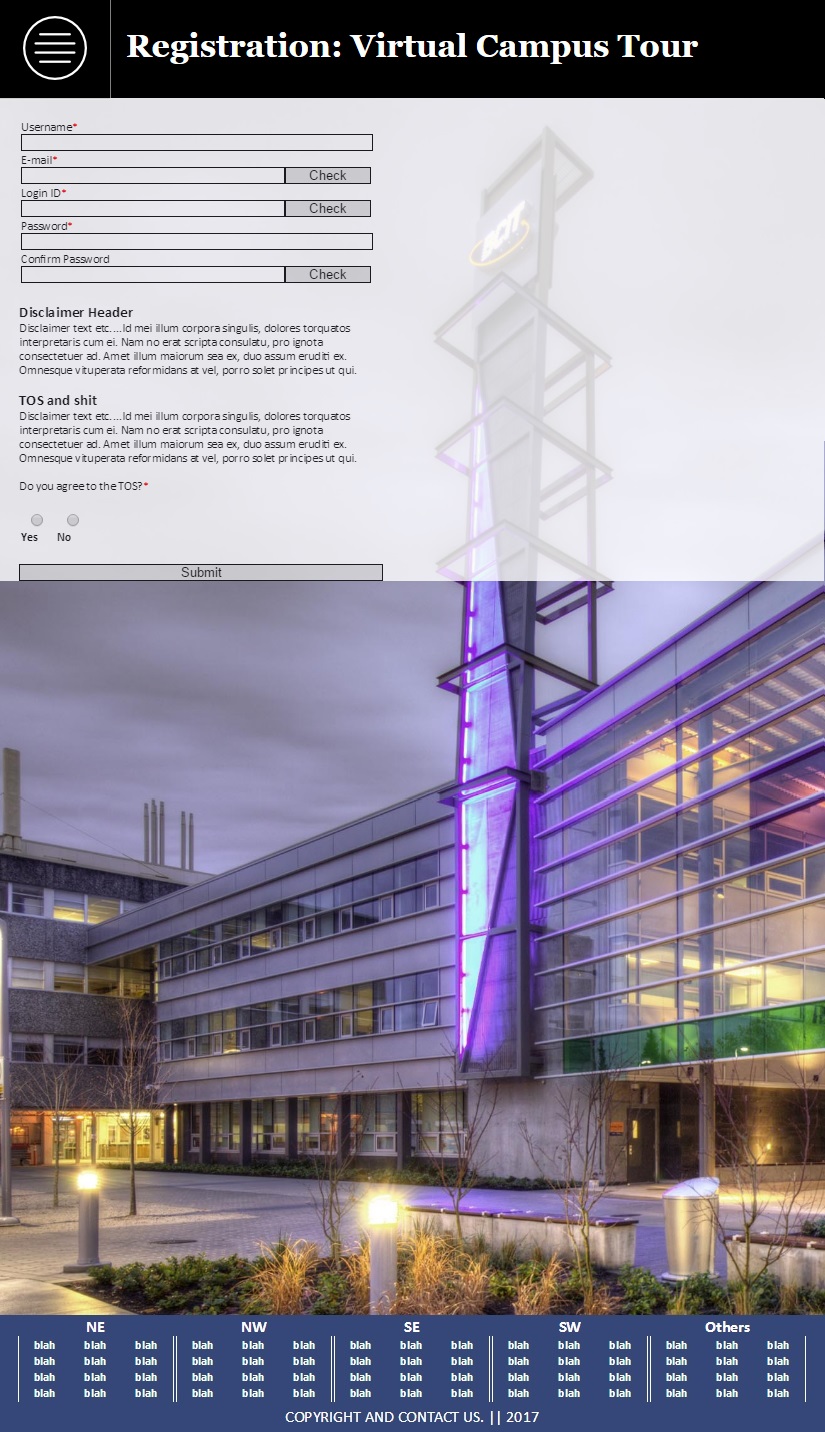 Registration: Virtual Campus Tour
Username*
E-mail*
Check
Login ID*
Check
Password*
Confirm Password
Check
BCIT
Disclaimer Header
Disclaimer text etc....Id mei illum corpora singulis, dolores torquatos
interpretaris cum ei. Nam no erat scripta consulatu, pro ignota
consectetuer ad. Amet illum maiorum sea ex, duo assum eruditi ex.
Omnesque vituperata reformidans at vel, porro solet principes ut qui.
TOS and shit
Disclaimer text etc....Id mei illum corpora singulis, dolores torquatos
interpretaris cum ei. Nam no erat scripta consulatu, pro ignota
consectetuer ad. Amet illum maiorum sea ex, duo assum eruditi ex.
Omnesque vituperata reformidans at vel, porro solet principes ut qui.
Do you agree to the TOS?*
Yes No
Submit
NE NW SE SW Others
blah blah blah blah blah blah blah blah blah blah blah blah blah blah blah
blah blah blah blah blah blah blah blah blah blah blah blah blah blah blah
blah blah blah blah blah blah blah blah blah blah blah blah blah blah blah
blah blah blah blah blah blah blah blah blah blah blah blah blah blah blah
COPYRIGHT AND CONTACT US. || 2017